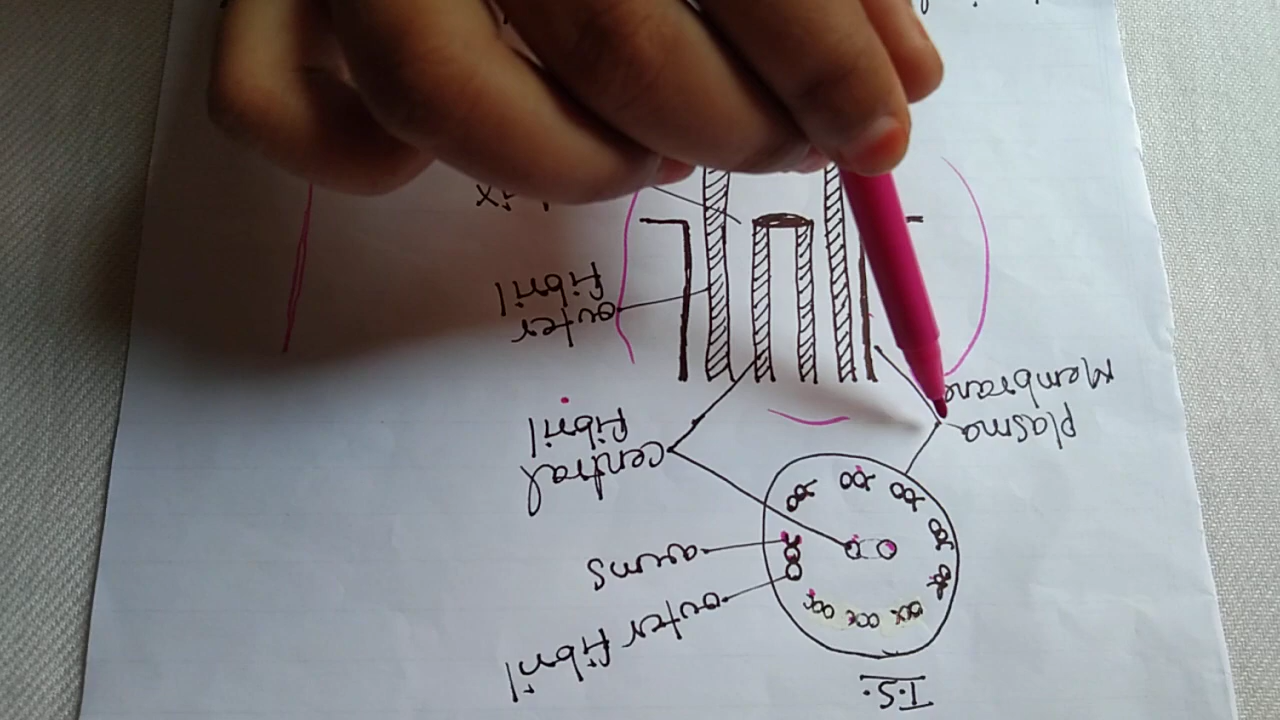 T.S.
outer fibril
arms
central
fibril
plasma
Membrane
outer
fibril